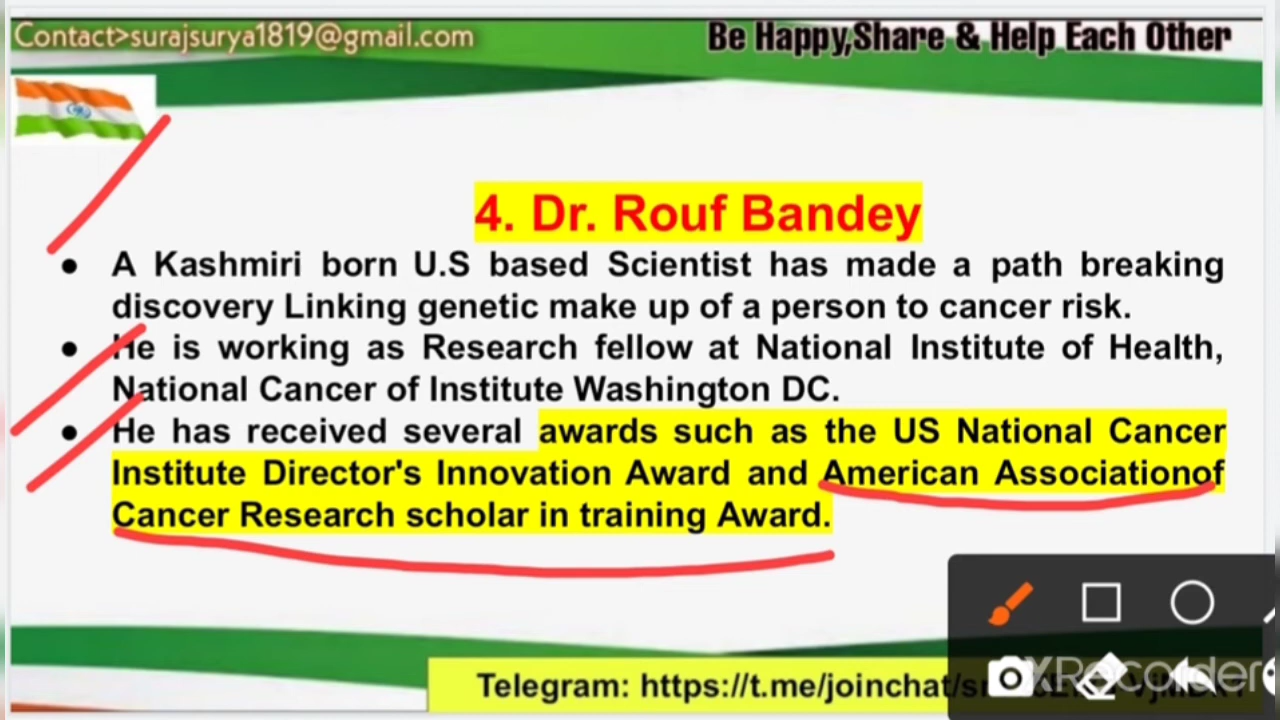 Contact>surajsurya1819@gmail.com
Be Happy,Share & Help Each Other
4. Dr. Rouf Bandey
● A Kashmiri born U.S based Scientist has made a path breaking
discovery Linking genetic make up of a person to cancer risk.
● He is working as Research fellow at National Institute of Health,
National Cancer of Institute Washington DC.
● He has received several awards such as the US National Cancer
Institute Director's Innovation Award and American Associationof
Cancer Research scholar in training Award.
Telegram: https://t.me/joinchat/
XRecorder